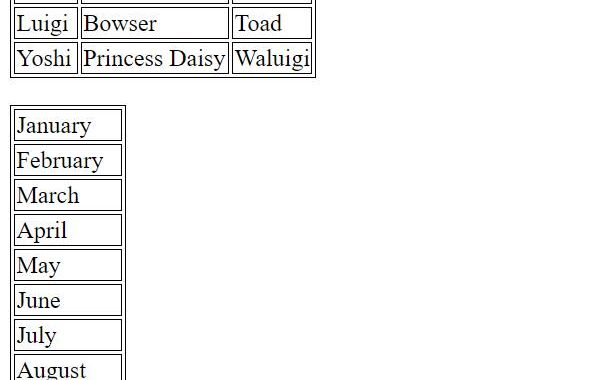 Luigi Bowser Toad
Yoshi Princess Daisy Waluigi
January
February
March
April
May
June
July
August